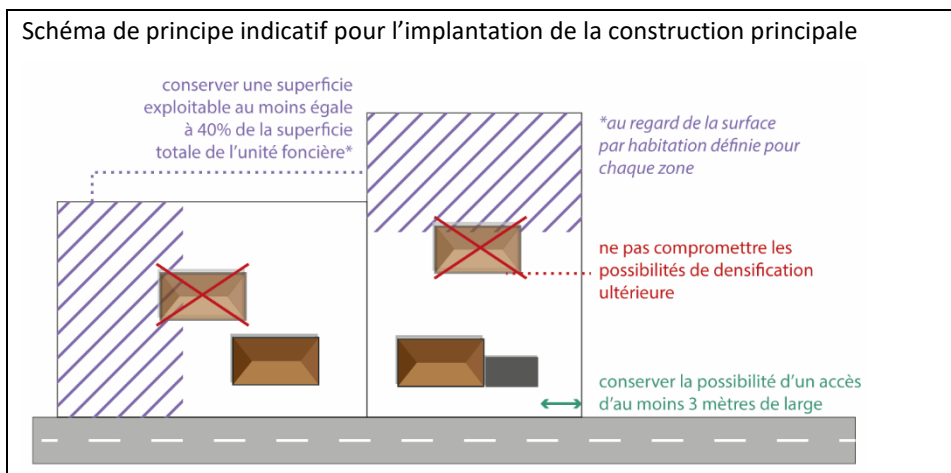 Schéma de principe indicatif pour l’implantation de la construction principale
conserver une superficie
exploitable au moins égale
à 40% de la superficie
totale de l’unité foncière*
*au regard de la surface
par habitation définie pour
chaque zone
ne pas compromettre les
possibilités de densification
ultérieure
conserver la possibilité d’un accès
d’au moins 3 mètres de large